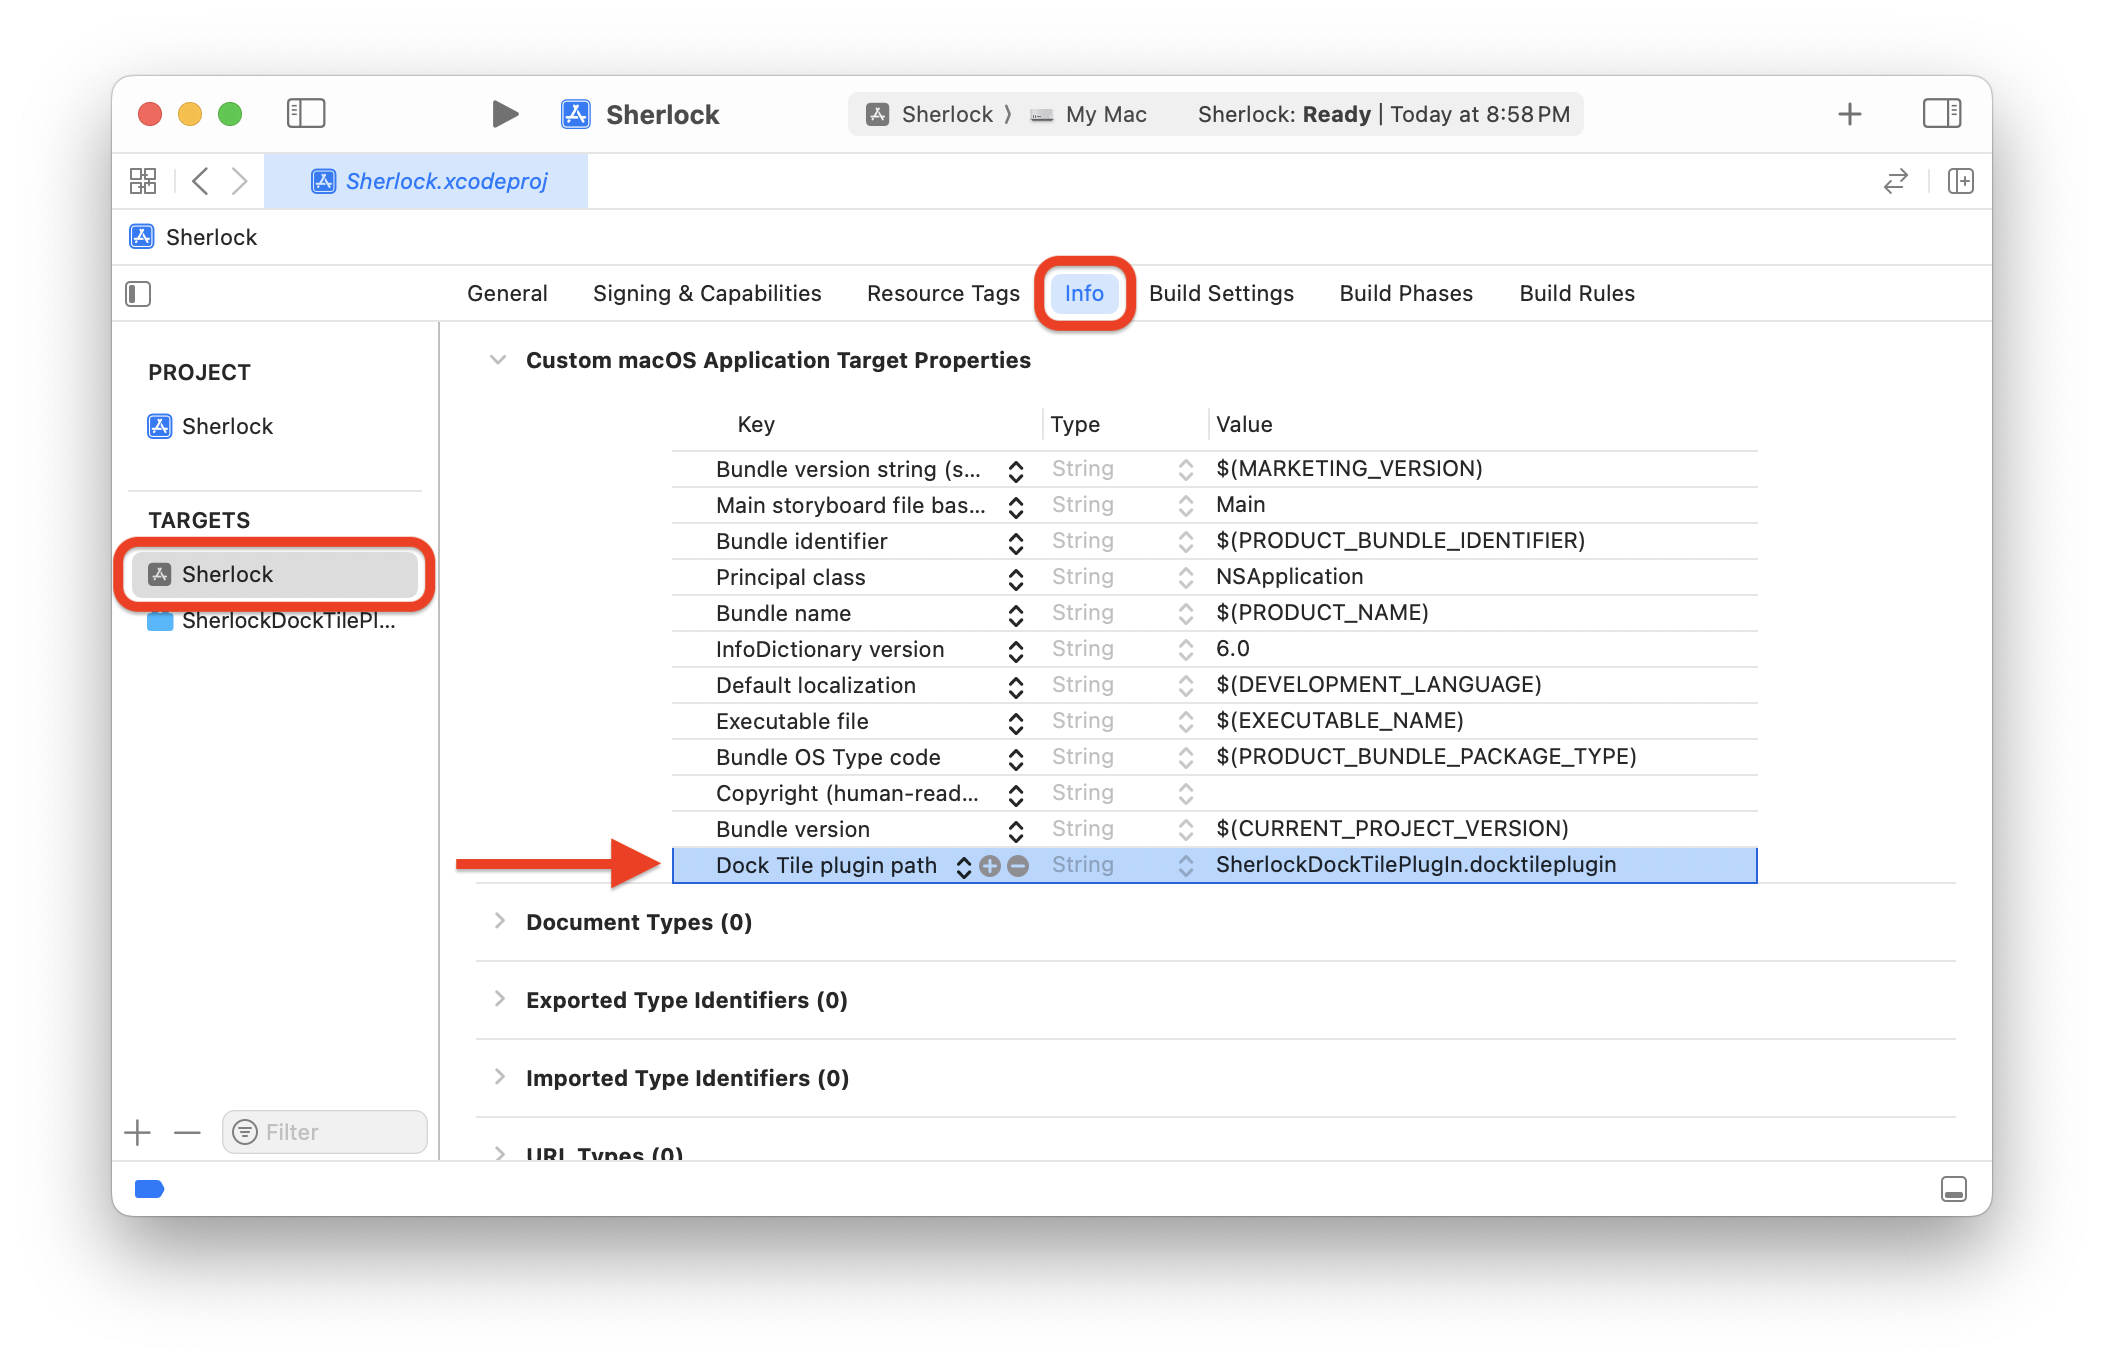 Sherlock
Sherlock 〉 My Mac
Sherlock: Ready | Today at 8:58 PM
Sherlock.xcodeproj
Sherlock
General Signing & Capabilities Resource Tags Info Build Settings Build Phases Build Rules
PROJECT
Sherlock
TARGETS
Sherlock
SherlockDockTilePl...
Filter
Custom macOS Application Target Properties
Key Type Value
Bundle version string (s... String $(MARKETING_VERSION)
Main storyboard file bas... String Main
Bundle identifier String $(PRODUCT_BUNDLE_IDENTIFIER)
Principal class String NSApplication
Bundle name String $(PRODUCT_NAME)
InfoDictionary version String 6.0
Default localization String $(DEVELOPMENT_LANGUAGE)
Executable file String $(EXECUTABLE_NAME)
Bundle OS Type code String $(PRODUCT_BUNDLE_PACKAGE_TYPE)
Copyright (human-read... String
Bundle version String $(CURRENT_PROJECT_VERSION)
Dock Tile plugin path String SherlockDockTilePlugIn.docktileplugin
Document Types (0)
Exported Type Identifiers (0)
Imported Type Identifiers (0)
URL Types (0)